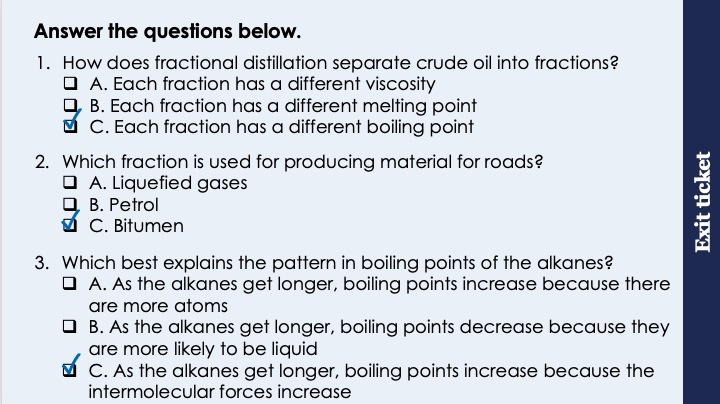 Answer the questions below.
1. How does fractional distillation separate crude oil into fractions?
A. Each fraction has a different viscosity
B. Each fraction has a different melting point
C. Each fraction has a different boiling point
2. Which fraction is used for producing material for roads?
A. Liquefied gases
B. Petrol
C. Bitumen
3. Which best explains the pattern in boiling points of the alkanes?
A. As the alkanes get longer, boiling points increase because there
are more atoms
B. As the alkanes get longer, boiling points decrease because they
are more likely to be liquid
C. As the alkanes get longer, boiling points increase because the
intermolecular forces increase
Exit ticket